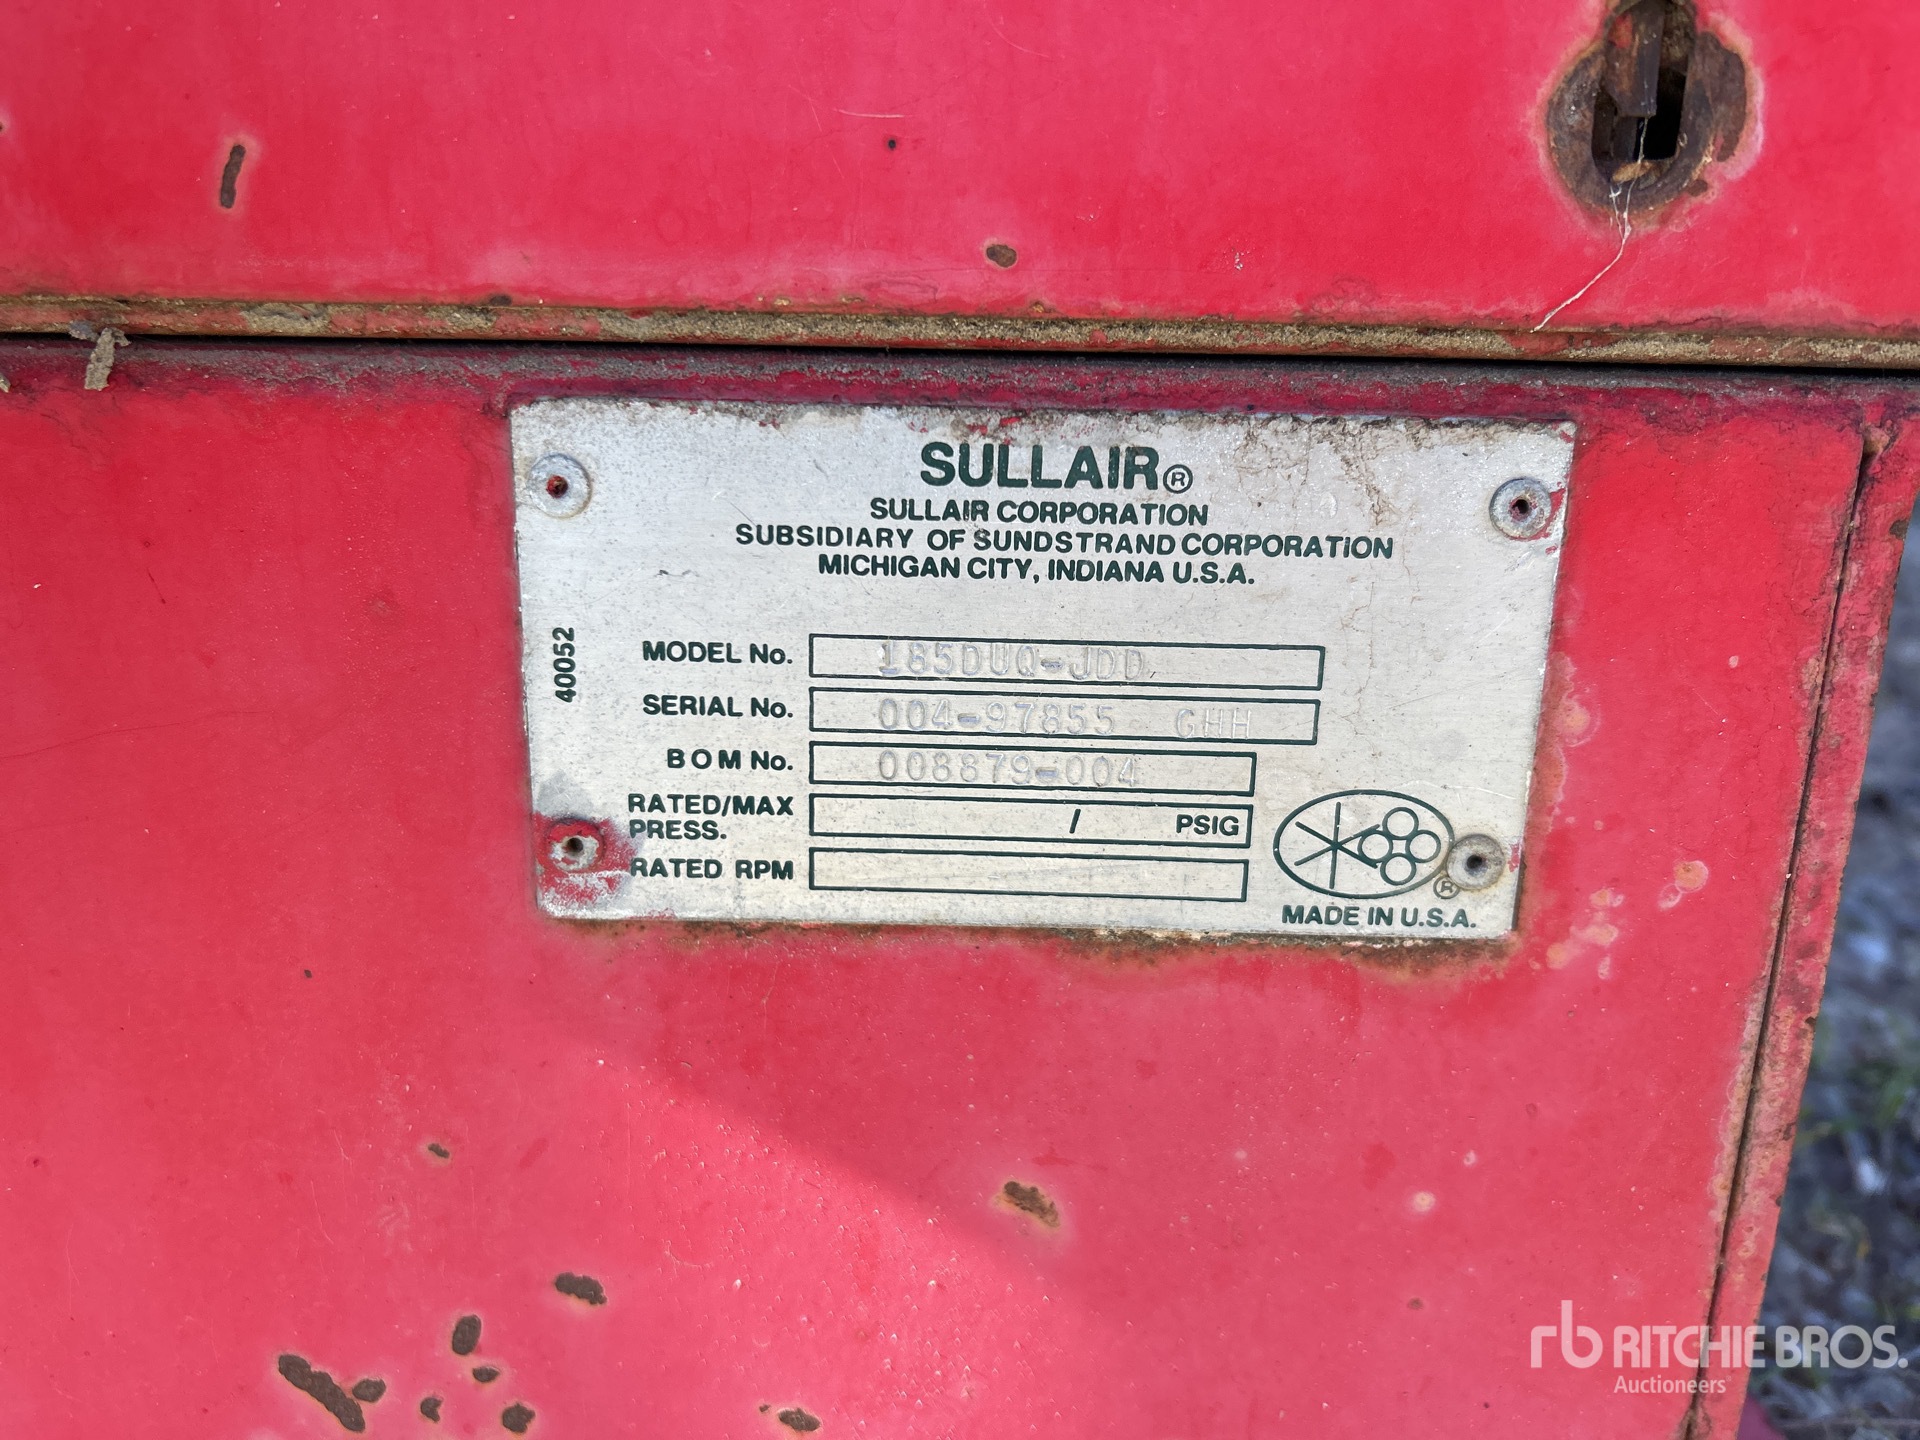 SULLAIR®
SULLAIR CORPORATION
SUBSIDIARY OF SUNDSTRAND CORPORATION
MICHIGAN CITY, INDIANA U.S.A.
40052
MODEL No. 185DUQ-JDD
SERIAL No. 004-97855 GHH
B O M No. 008879-004
RATED/MAX PRESS. / PSIG
RATED RPM
®
MADE IN U.S.A.
rb RITCHIE BROS.
Auctioneers